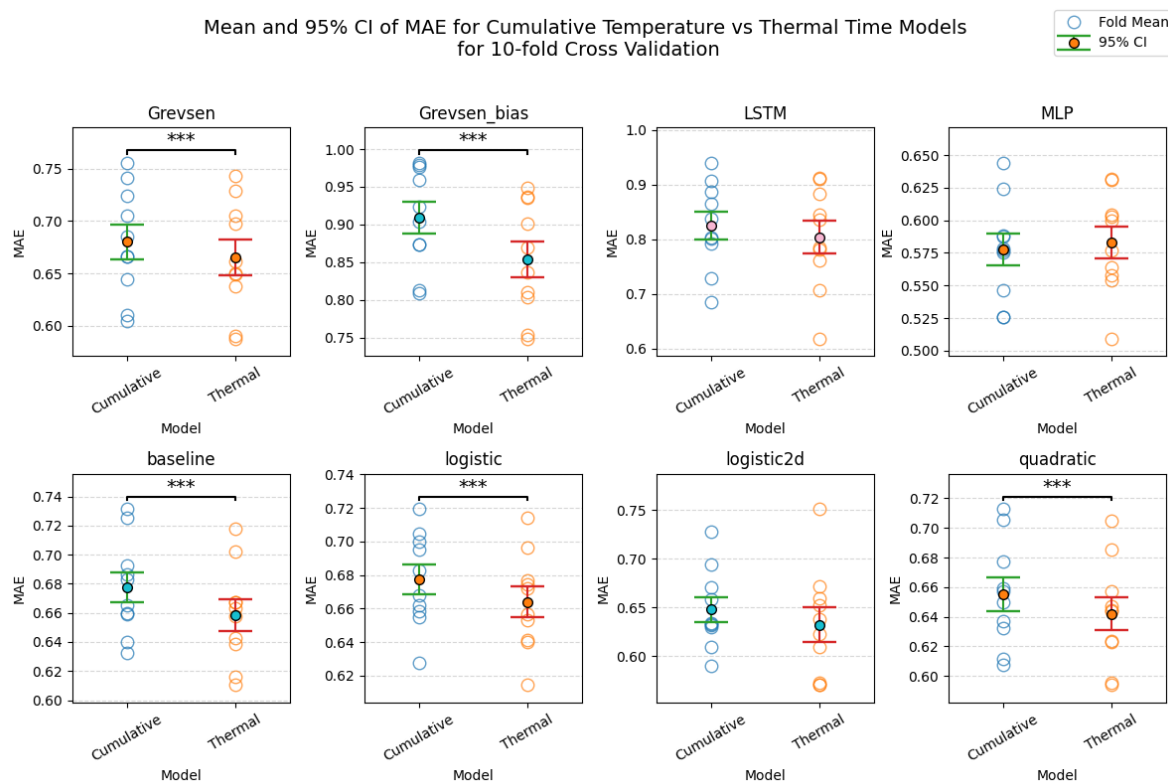 Mean and 95% CI of MAE for Cumulative Temperature vs Thermal Time Models
for 10-fold Cross Validation
Fold Mean
95% CI
Grevsen
***
0.75
0.70
0.65
0.60
MAE
Cumulative
Thermal
Model
Grevsen_bias
***
1.00
0.95
0.90
0.85
0.80
0.75
MAE
Cumulative
Thermal
Model
LSTM
1.0
0.9
0.8
0.7
0.6
MAE
Cumulative
Thermal
Model
MLP
0.650
0.625
0.600
0.575
0.550
0.525
0.500
MAE
Cumulative
Thermal
Model
baseline
***
0.74
0.72
0.70
0.68
0.66
0.64
0.62
0.60
MAE
Cumulative
Thermal
Model
logistic
***
0.74
0.72
0.70
0.68
0.66
0.64
0.62
MAE
Cumulative
Thermal
Model
logistic2d
0.75
0.70
0.65
0.60
MAE
Cumulative
Thermal
Model
quadratic
***
0.72
0.70
0.68
0.66
0.64
0.62
0.60
MAE
Cumulative
Thermal
Model